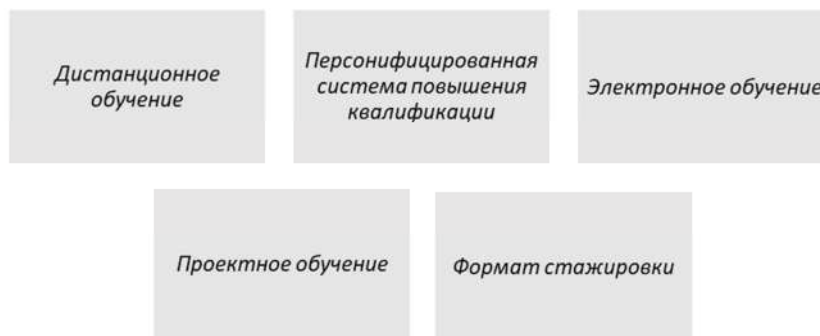 Дистанционное
обучение
Персонифицированная
система повышения
квалификации
Электронное обучение
Проектное обучение
Формат стажировки